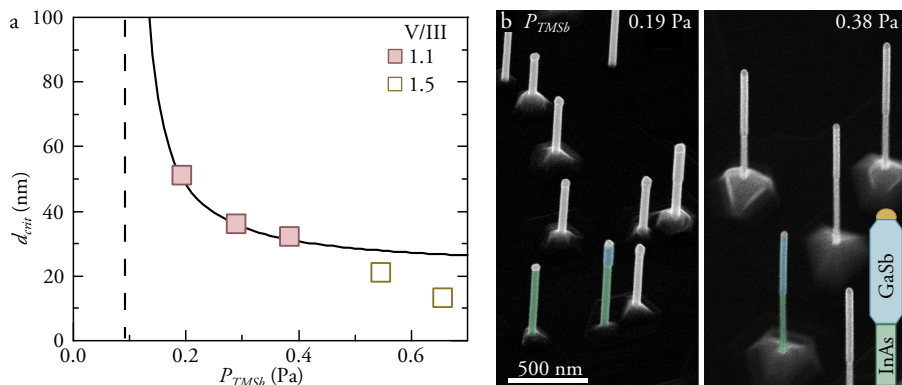 a
100
80
60
40
20
0
d_crit (nm)
0.0
0.2
0.4
0.6
P_TMSb (Pa)
V/III
1.1
1.5
b
P_TMSb
0.19 Pa
0.38 Pa
500 nm
GaSb
InAs